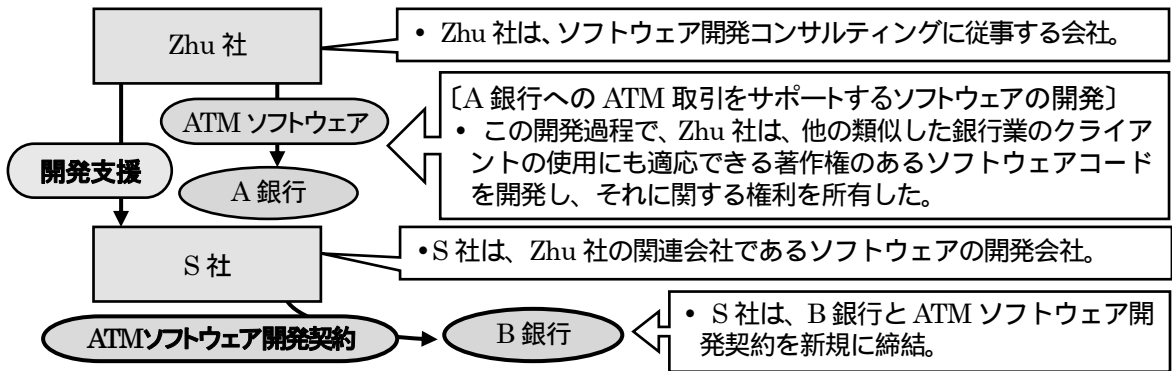 Zhu 社
• Zhu 社は、ソフトウェア開発コンサルティングに従事する会社。
ATM ソフトウェア
〔A 銀行への ATM 取引をサポートするソフトウェアの開発〕
• この開発過程で、Zhu 社は、他の類似した銀行業のクライア
ントの使用にも適応できる著作権のあるソフトウェアコード
を開発し、それに関する権利を所有した。
開発支援
A 銀行
S 社
•S 社は、Zhu 社の関連会社であるソフトウェアの開発会社。
ATMソフトウェア開発契約
B 銀行
• S 社は、B 銀行と ATM ソフトウェア開
発契約を新規に締結。